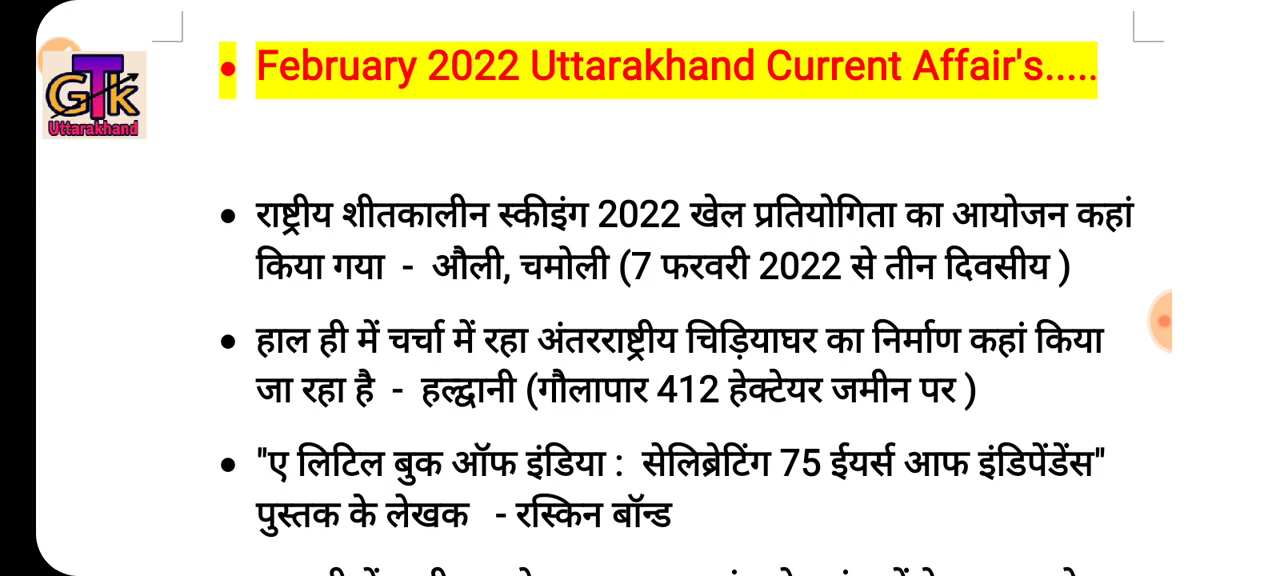 February 2022 Uttarakhand Current Affair's.....
GTK
Uttarakhand
• राष्ट्रीय शीतकालीन स्कीइंग 2022 खेल प्रतियोगिता का आयोजन कहां
किया गया - औली, चमोली (7 फरवरी 2022 से तीन दिवसीय )
• हाल ही में चर्चा में रहा अंतरराष्ट्रीय चिड़ियाघर का निर्माण कहां किया
जा रहा है - हल्द्वानी (गौलापार 412 हेक्टेयर जमीन पर )
• "ए लिटिल बुक ऑफ इंडिया : सेलिब्रेटिंग 75 ईयर्स आफ इंडिपेंडेंस"
पुस्तक के लेखक - रस्किन बॉन्ड